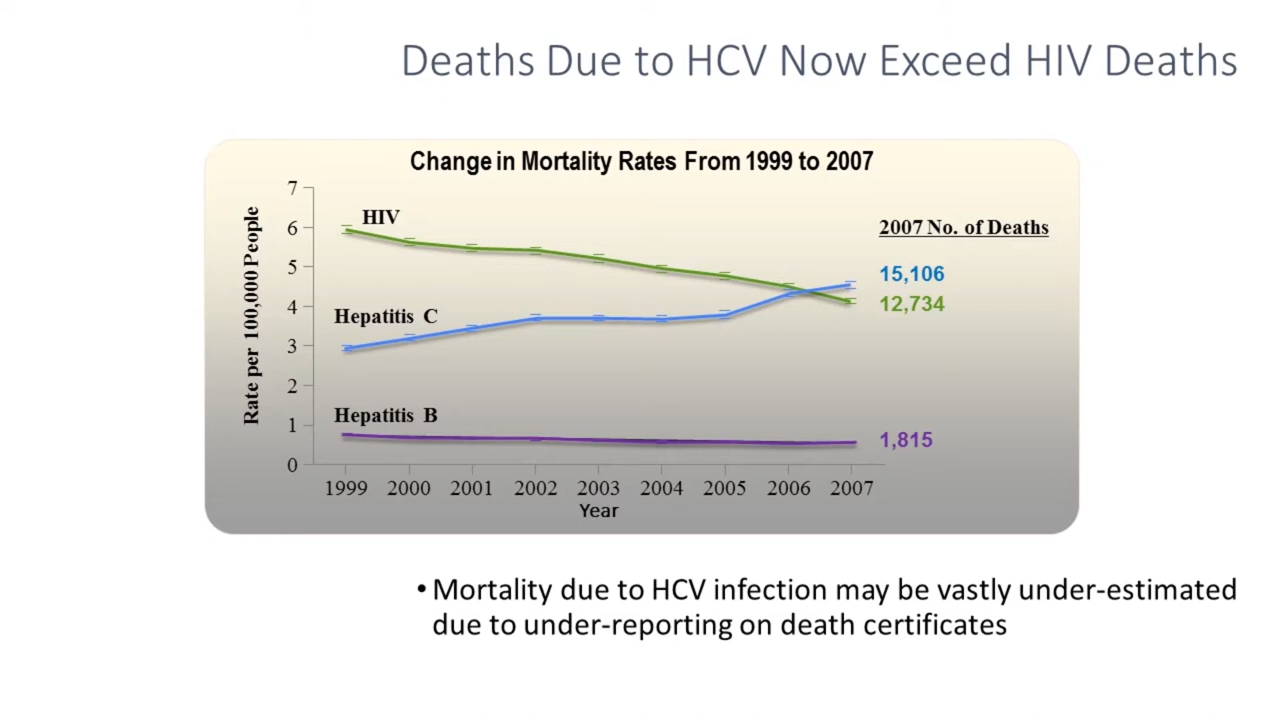 Deaths Due to HCV Now Exceed HIV Deaths
Change in Mortality Rates From 1999 to 2007
Rate per 100,000 People
7
6
5
4
3
2
1
0
HIV
Hepatitis C
Hepatitis B
2007 No. of Deaths
15,106
12,734
1,815
1999 2000 2001 2002 2003 2004 2005 2006 2007
Year
• Mortality due to HCV infection may be vastly under-estimated
due to under-reporting on death certificates